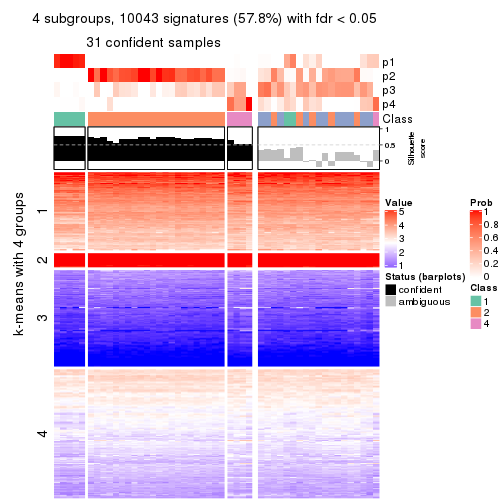 4 subgroups, 10043 signatures (57.8%) with fdr < 0.05
31 confident samples
p1
p2
p3
p4
Class
1
0.5
0
Silhouette
score
k-means with 4 groups
1
2
3
4
Value
5
4
3
2
1
Status (barplots)
confident
ambiguous
Prob
1
0.8
0.6
0.4
0.2
0
Class
1
2
4